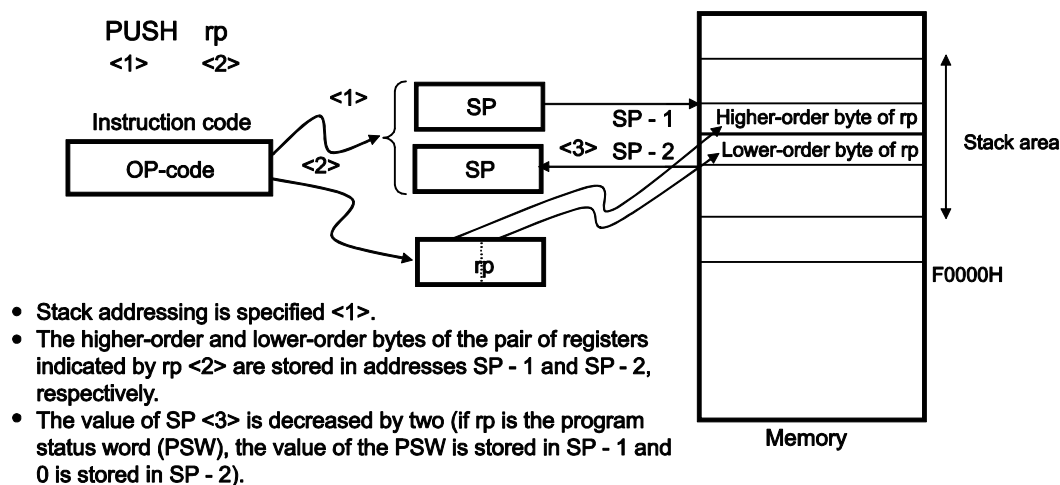 PUSH rp
<1> <2>
<1>
SP
SP - 1
Higher-order byte of rp
Instruction code
<3>
SP - 2
Lower-order byte of rp
Stack area
OP-code
<2>
SP
rp
F0000H
• Stack addressing is specified <1>.
• The higher-order and lower-order bytes of the pair of registers
indicated by rp <2> are stored in addresses SP - 1 and SP - 2,
respectively.
• The value of SP <3> is decreased by two (if rp is the program
status word (PSW), the value of the PSW is stored in SP - 1 and
0 is stored in SP - 2).
Memory